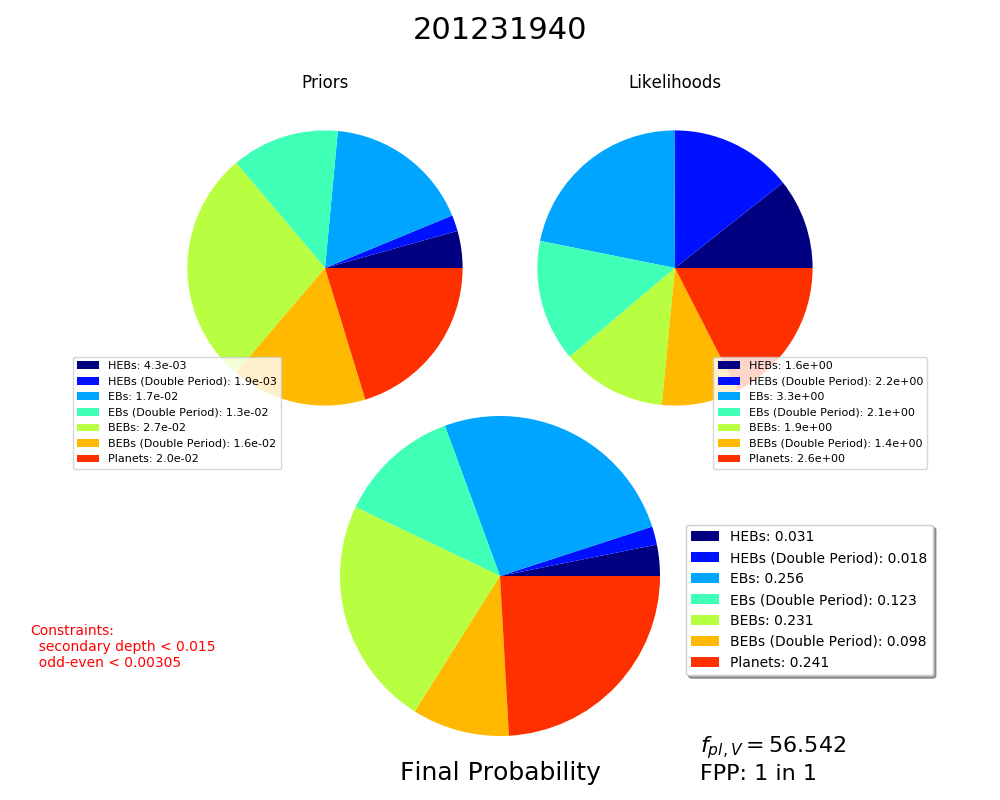 201231940
Priors
Likelihoods
HEBs: 4.3e-03
HEBs (Double Period): 1.9e-03
EBs: 1.7e-02
EBs (Double Period): 1.3e-02
BEBs: 2.7e-02
BEBs (Double Period): 1.6e-02
Planets: 2.0e-02
HEBs: 1.6e+00
HEBs (Double Period): 2.2e+00
EBs: 3.3e+00
EBs (Double Period): 2.1e+00
BEBs: 1.9e+00
BEBs (Double Period): 1.4e+00
Planets: 2.6e+00
HEBs: 0.031
HEBs (Double Period): 0.018
EBs: 0.256
EBs (Double Period): 0.123
BEBs: 0.231
BEBs (Double Period): 0.098
Planets: 0.241
Constraints:
secondary depth < 0.015
odd-even < 0.00305
Final Probability
f_{pl,V} = 56.542
FPP: 1 in 1